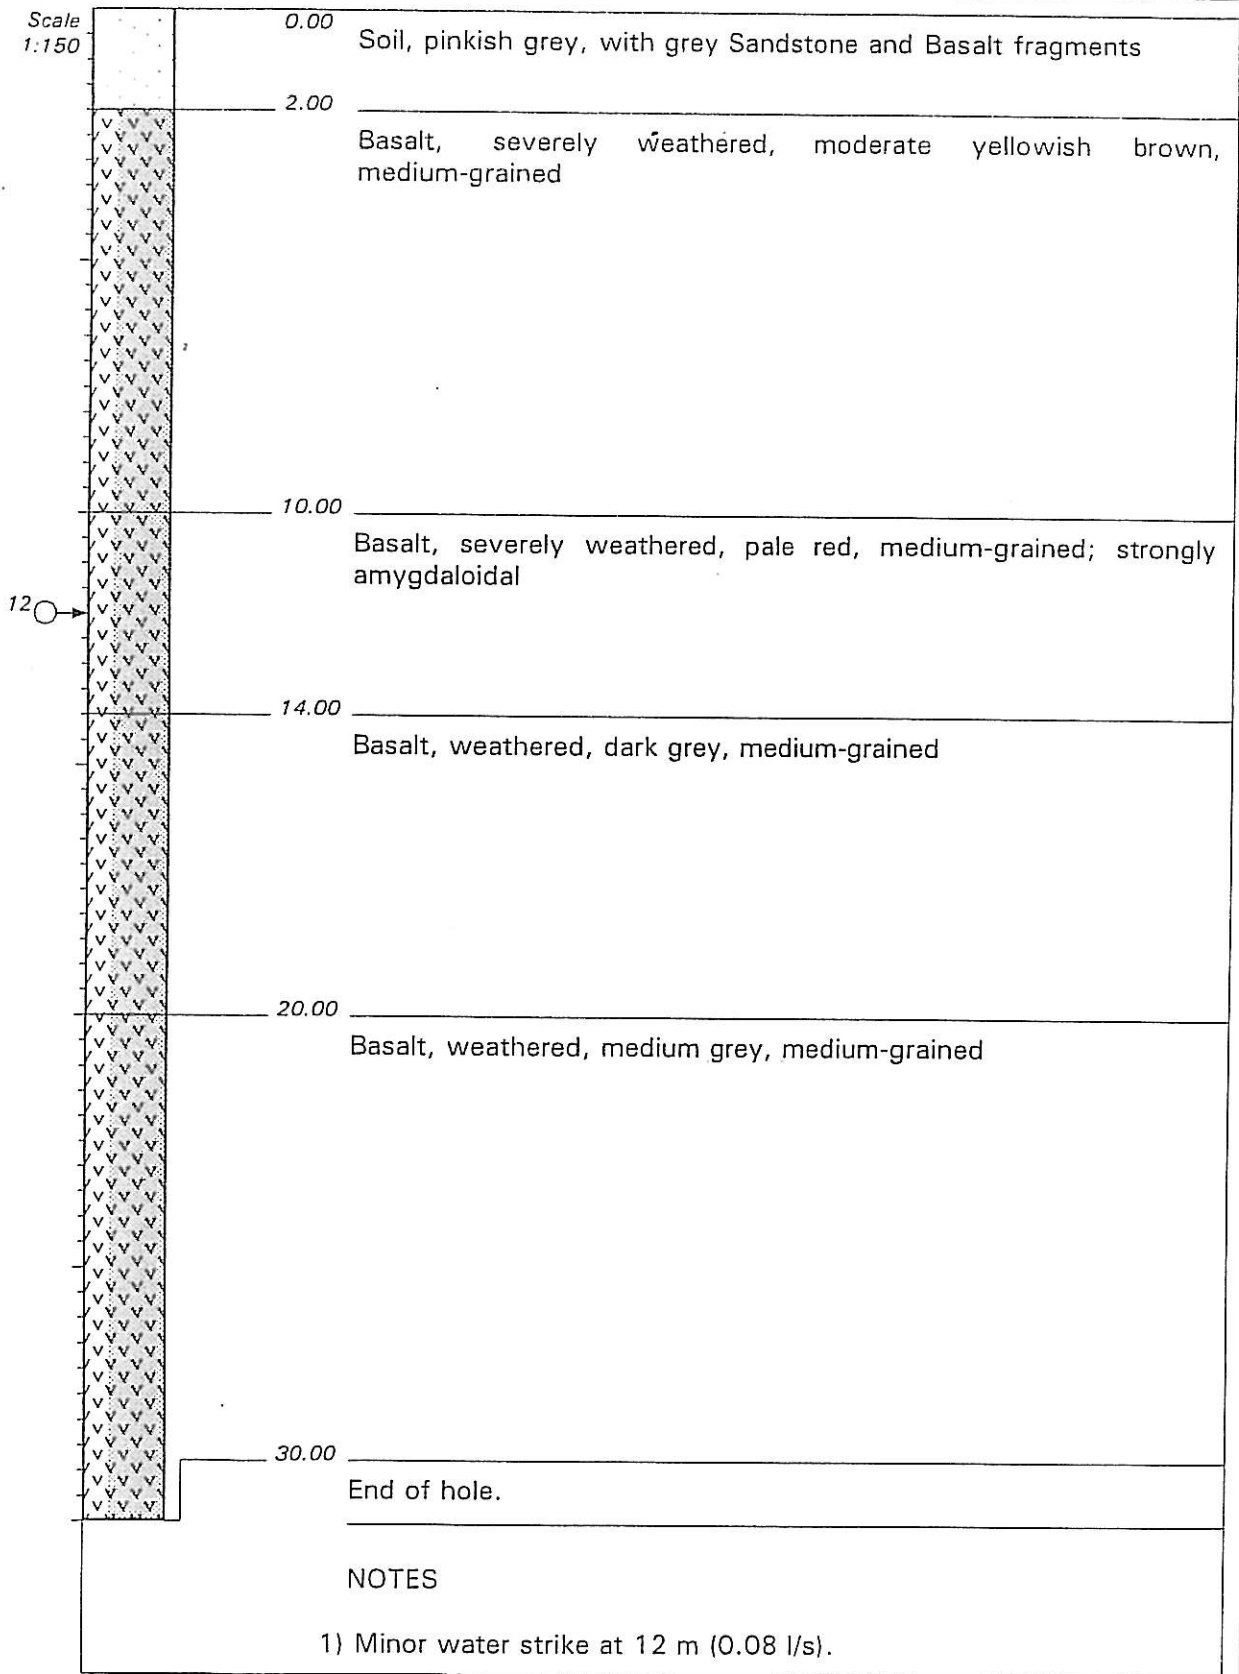 Scale
1:150
0.00
Soil, pinkish grey, with grey Sandstone and Basalt fragments
2.00
Basalt, severely weathered, moderate yellowish brown,
medium-grained
10.00
Basalt, severely weathered, pale red, medium-grained; strongly
amygdaloidal
12
14.00
Basalt, weathered, dark grey, medium-grained
20.00
Basalt, weathered, medium grey, medium-grained
30.00
End of hole.
NOTES
1) Minor water strike at 12 m (0.08 l/s).